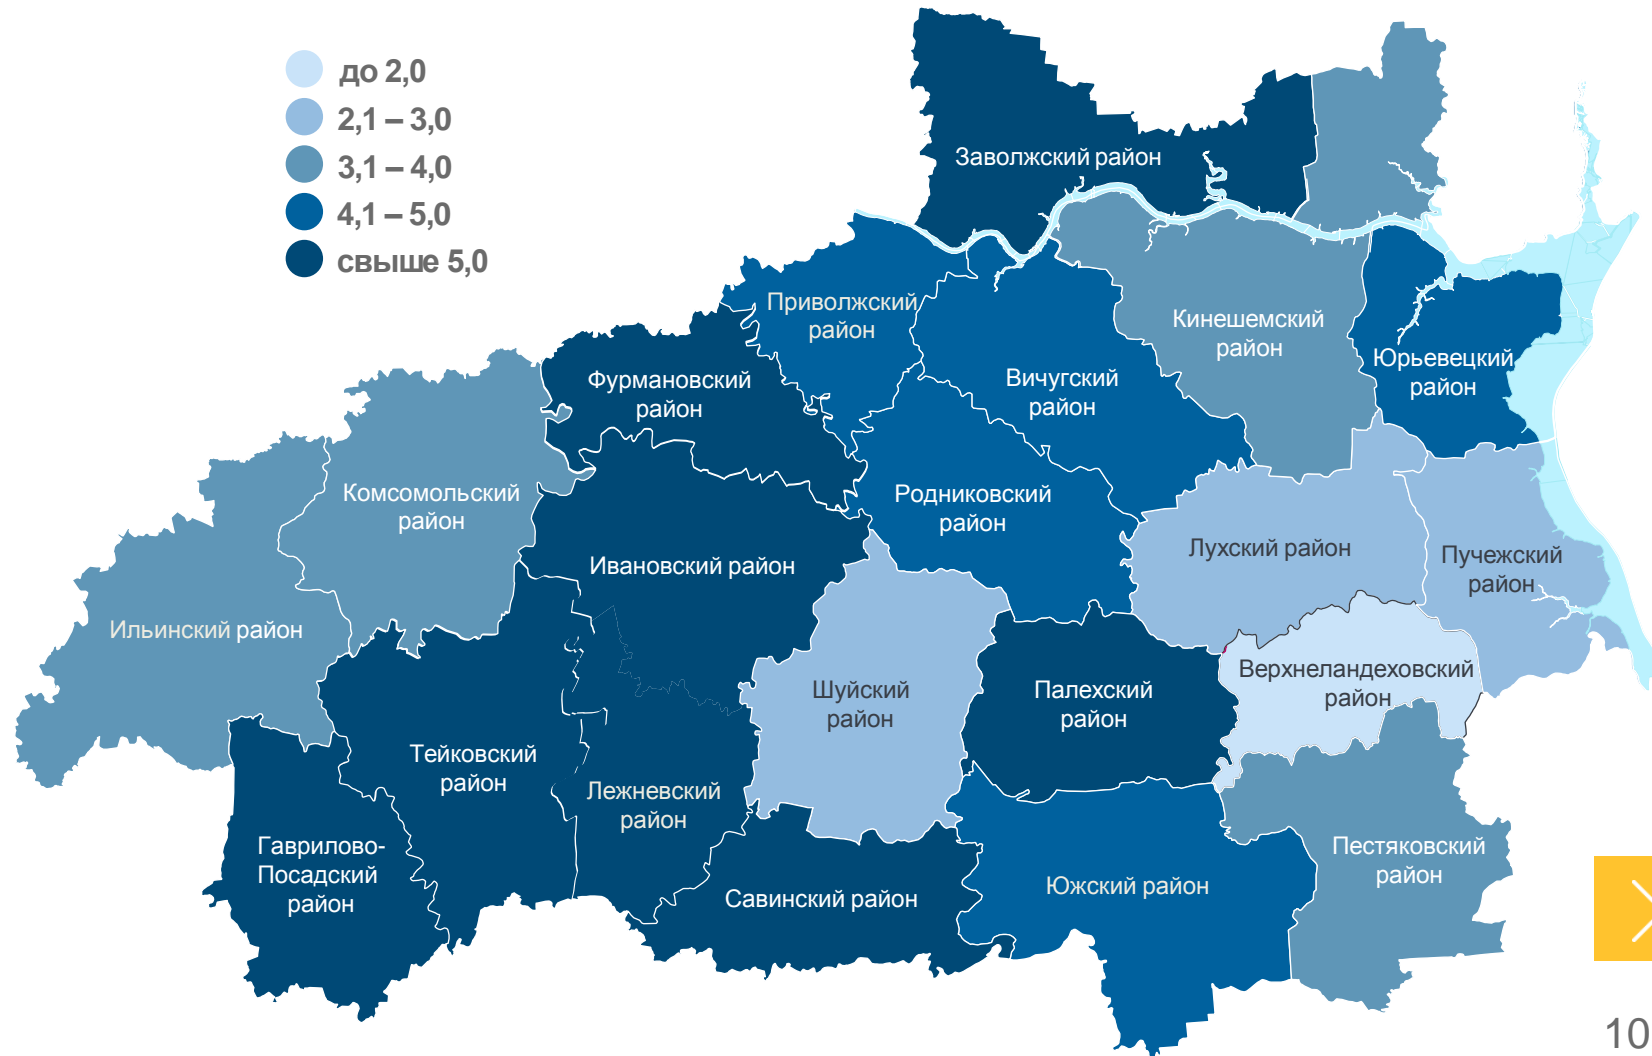 до 2,0
2,1 – 3,0
3,1 – 4,0
4,1 – 5,0
свыше 5,0
Заволжский район
Приволжский
район
Кинешемский
район
Юрьевецкий
район
Фурмановский
район
Вичугский
район
Комсомольский
район
Родниковский
район
Лухский район
Пучежский
район
Ивановский район
Ильинский район
Шуйский
район
Палехский
район
Верхнеландеховский
район
Тейковский
район
Лежневский
район
Гаврилово-
Посадский
район
Савинский район
Южский район
Пестяковский
район
10